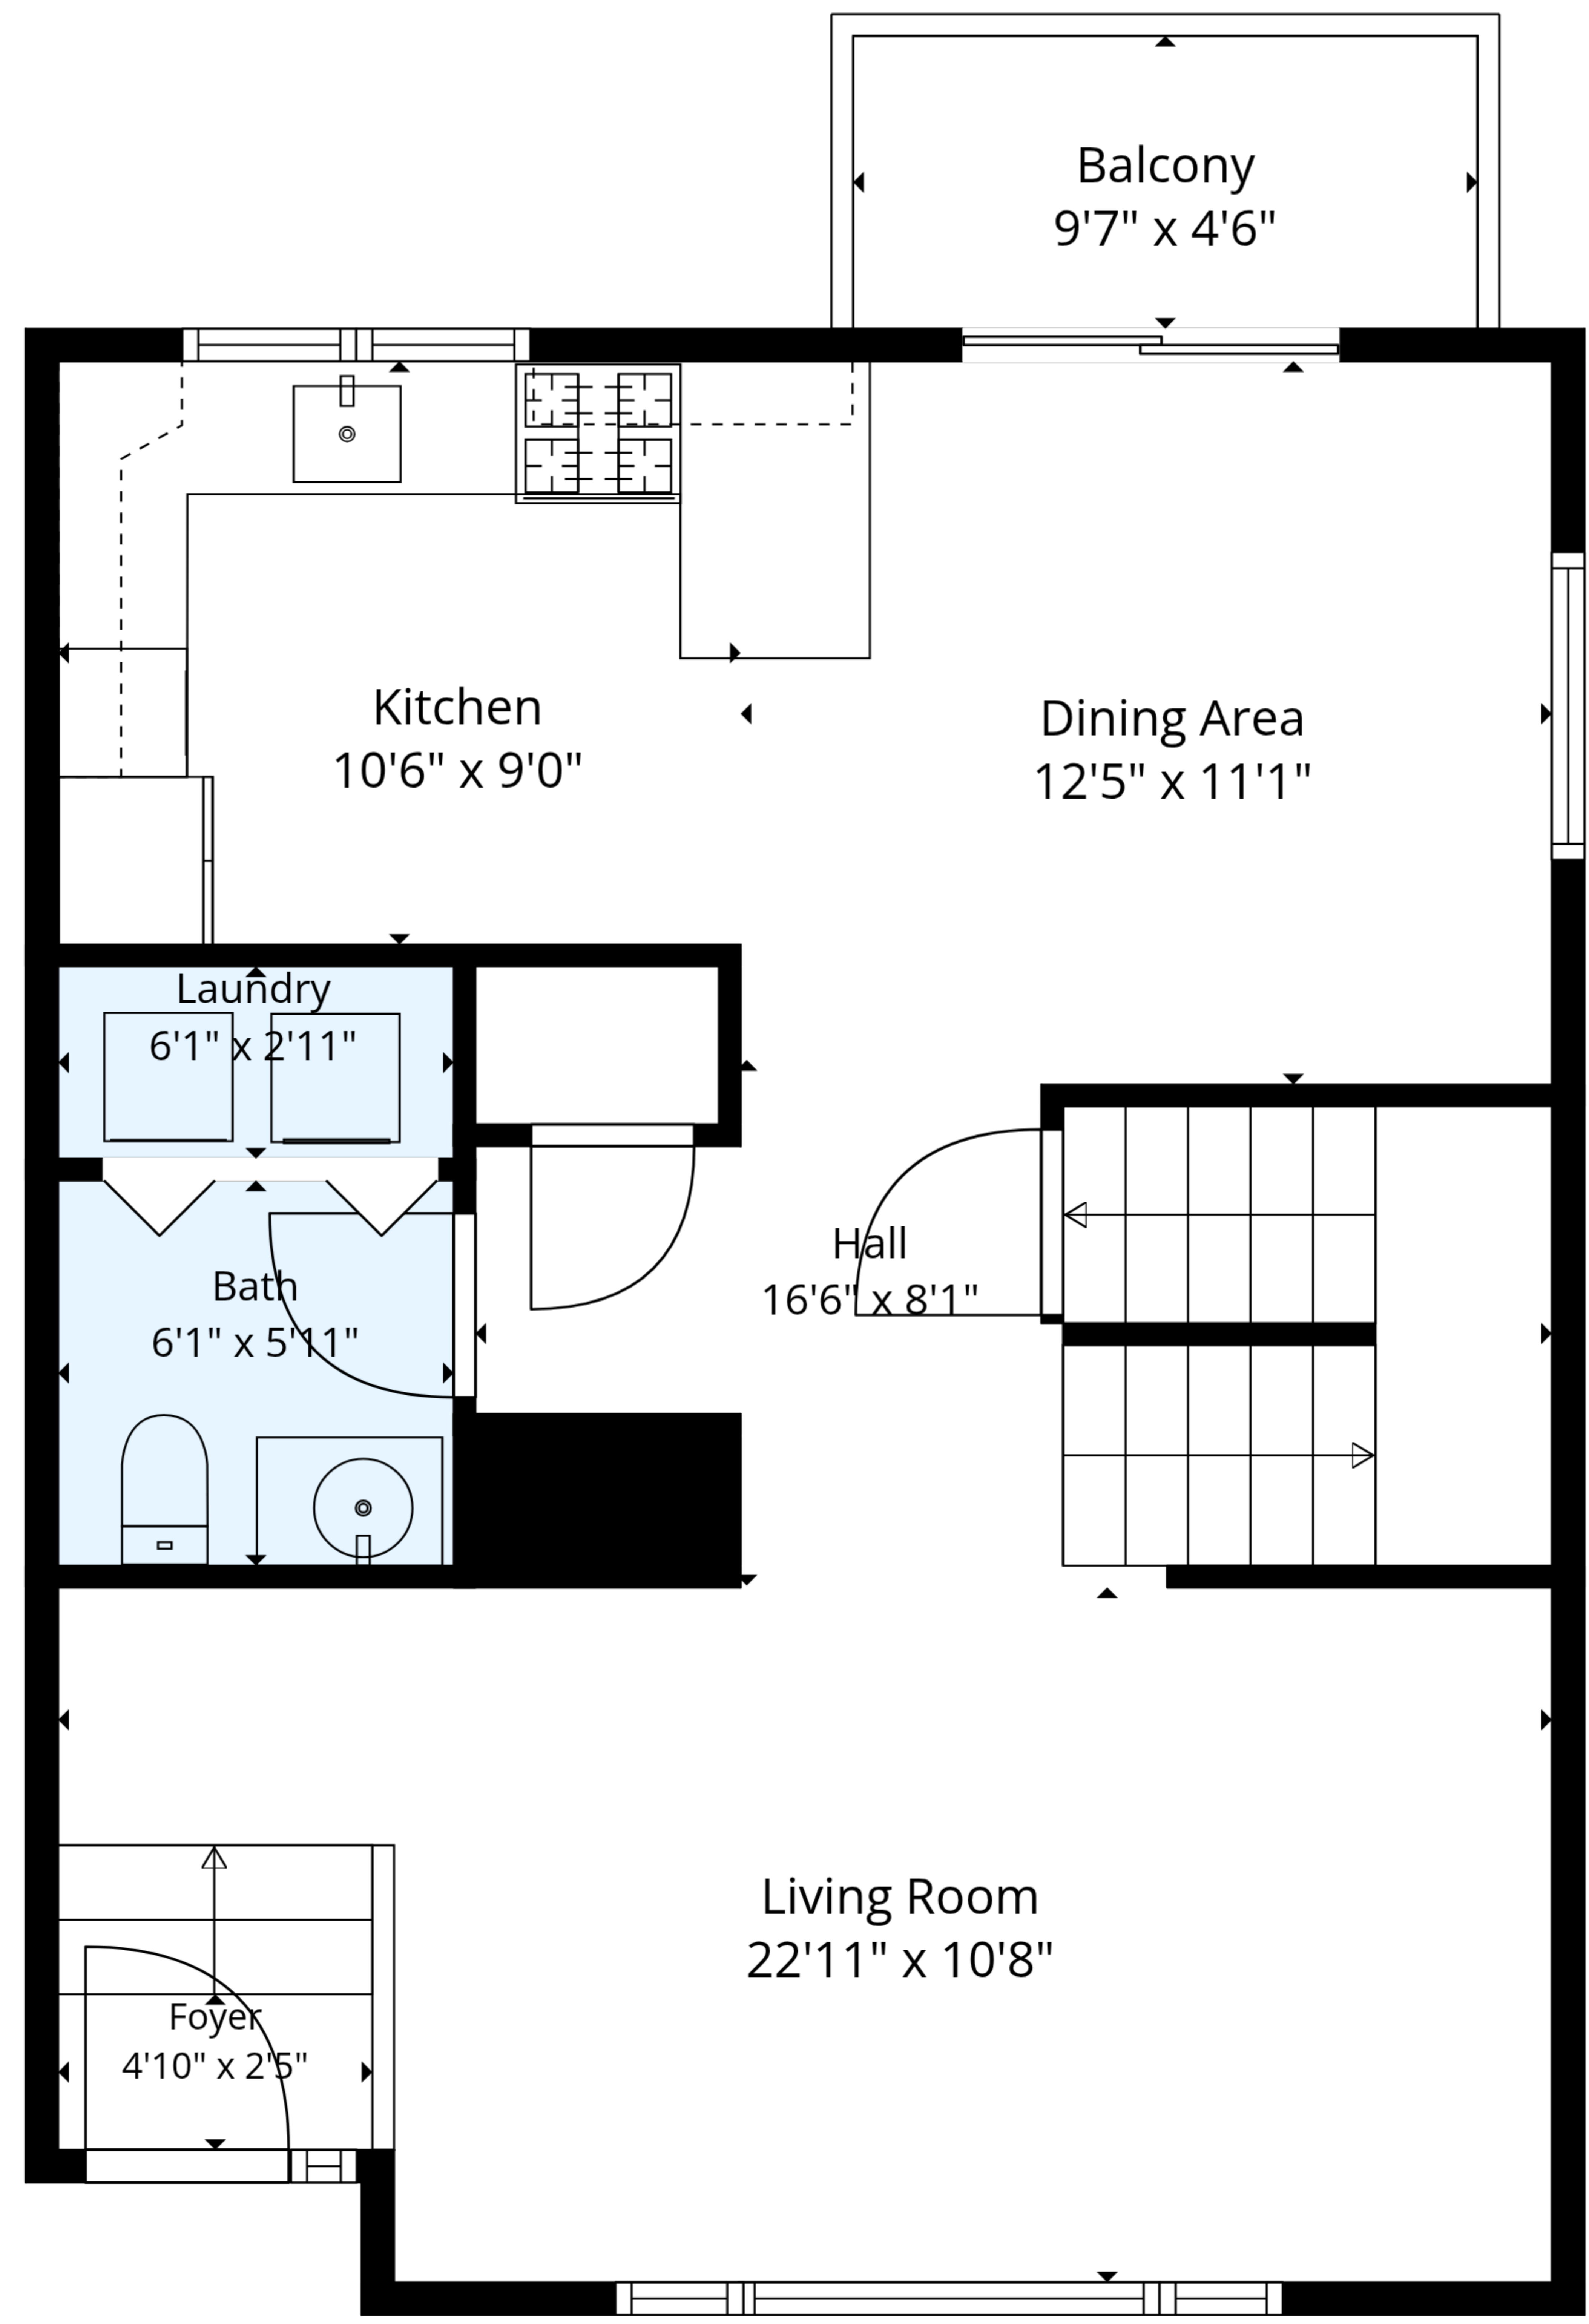 Balcony
9'7" x 4'6"
Kitchen
10'6" x 9'0"
Dining Area
12'5" x 11'1"
Laundry
6'1" x 2'11"
Hall
16'6" x 8'1"
Bath
6'1" x 5'11"
Living Room
22'11" x 10'8"
Foyer
4'10" x 2'5"